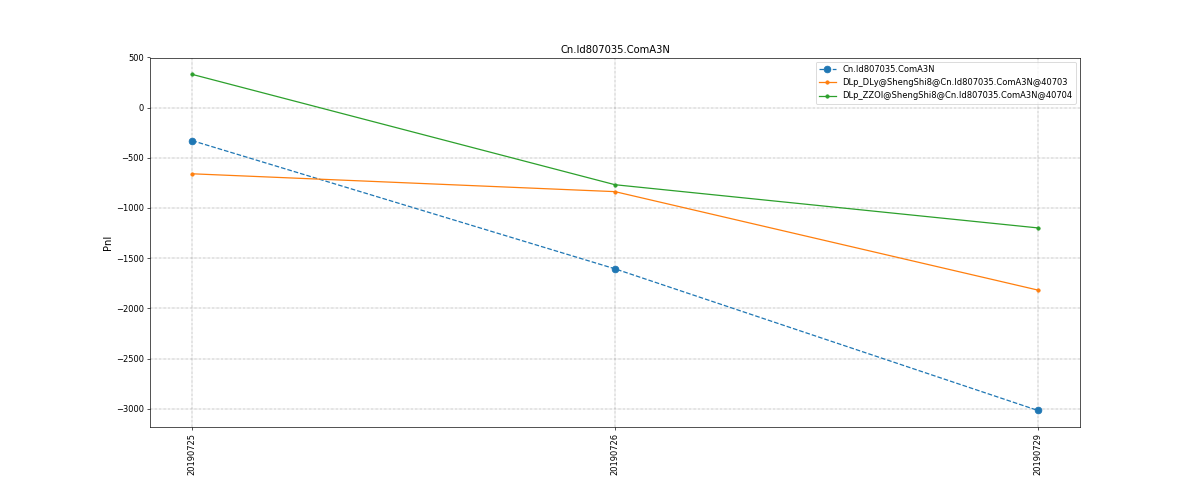 Cn.Id807035.ComA3N
Cn.Id807035.ComA3N
DLp_DLy@ShengShi8@Cn.Id807035.ComA3N@40703
DLp_ZZOI@ShengShi8@Cn.Id807035.ComA3N@40704
500
0
−500
−1000
−1500
−2000
−2500
−3000
Pnl
20190725
20190726
20190729